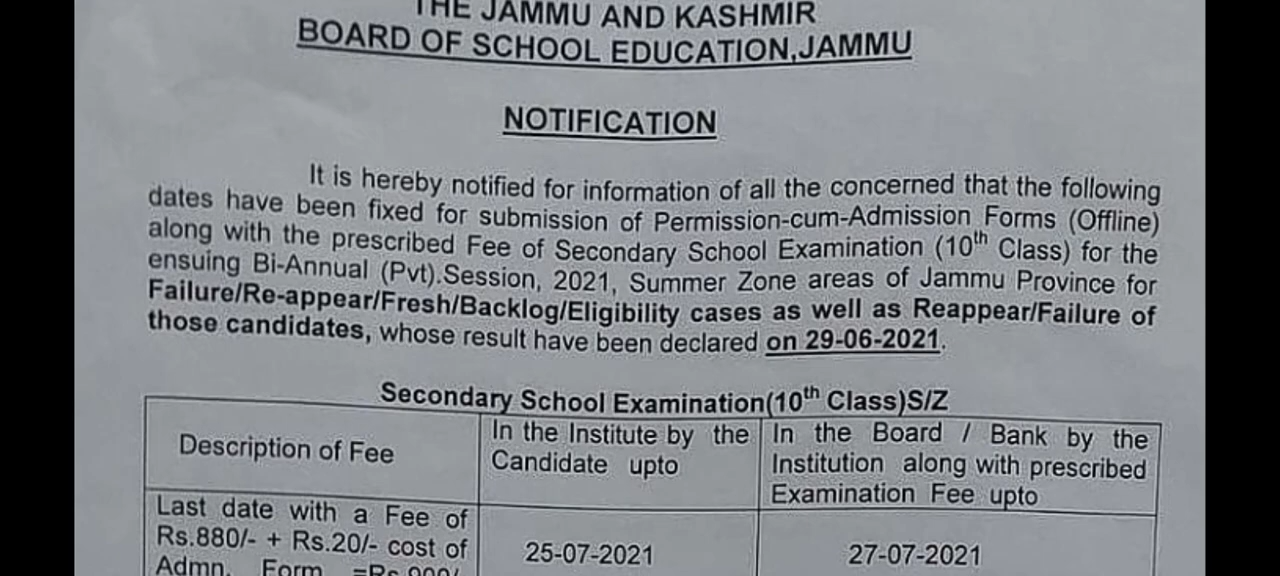 THE JAMMU AND KASHMIR
BOARD OF SCHOOL EDUCATION,JAMMU
NOTIFICATION
It is hereby notified for information of all the concerned that the following
dates have been fixed for submission of Permission-cum-Admission Forms (Offline)
along with the prescribed Fee of Secondary School Examination (10th Class) for the
ensuing Bi-Annual (Pvt).Session, 2021, Summer Zone areas of Jammu Province for
Failure/Re-appear/Fresh/Backlog/Eligibility cases as well as Reappear/Failure of
those candidates, whose result have been declared on 29-06-2021.
Secondary School Examination(10th Class)S/Z
Description of Fee
In the Institute by the
Candidate upto
In the Board / Bank by the
Institution along with prescribed
Examination Fee upto
Last date with a Fee of
Rs.880/- + Rs.20/- cost of
Admn. Form =Rs.900/
25-07-2021
27-07-2021